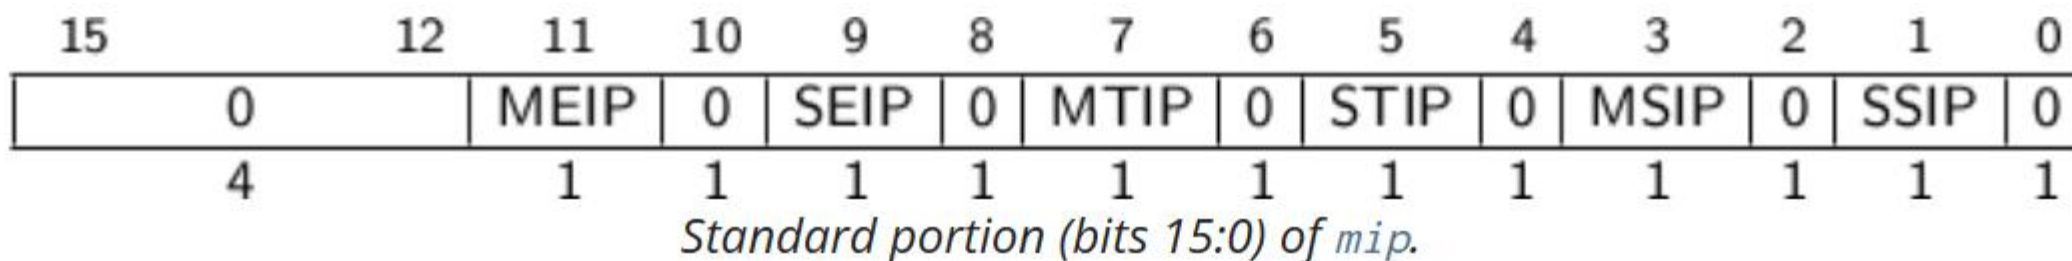 15 12 11 10 9 8 7 6 5 4 3 2 1 0
0 MEIP 0 SEIP 0 MTIP 0 STIP 0 MSIP 0 SSIP 0
4 1 1 1 1 1 1 1 1 1 1 1 1
Standard portion (bits 15:0) of mip.